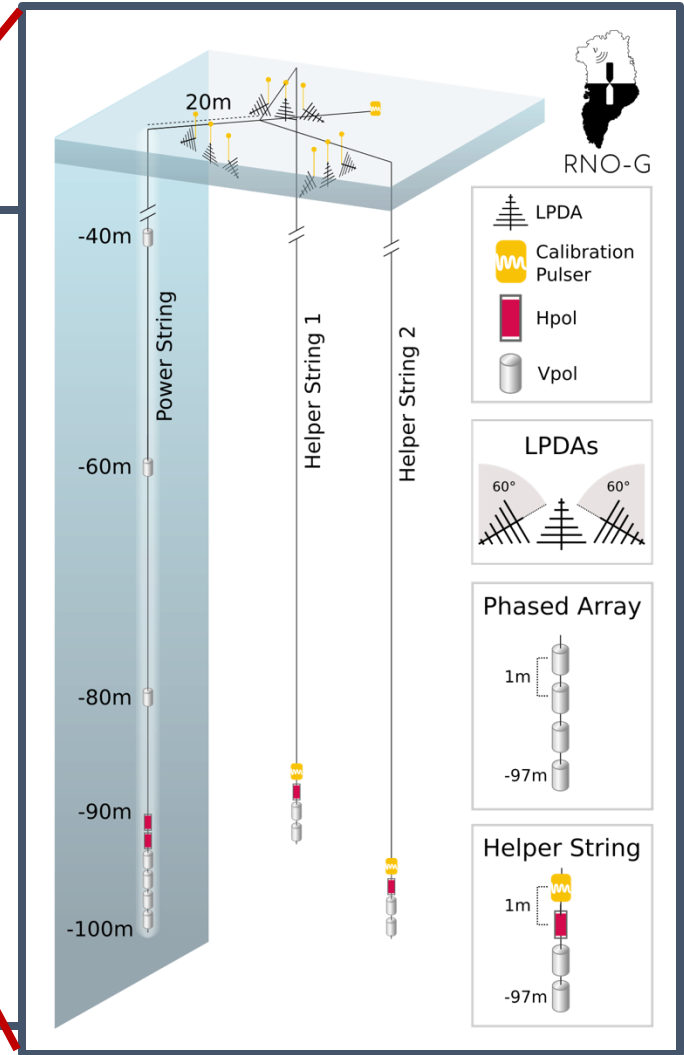 20m
RNO-G
-40m
-60m
-80m
-90m
-100m
Power String
Helper String 1
Helper String 2
LPDA
Calibration
Pulser
Hpol
Vpol
LPDAs
60°
60°
Phased Array
1m
-97m
Helper String
1m
-97m